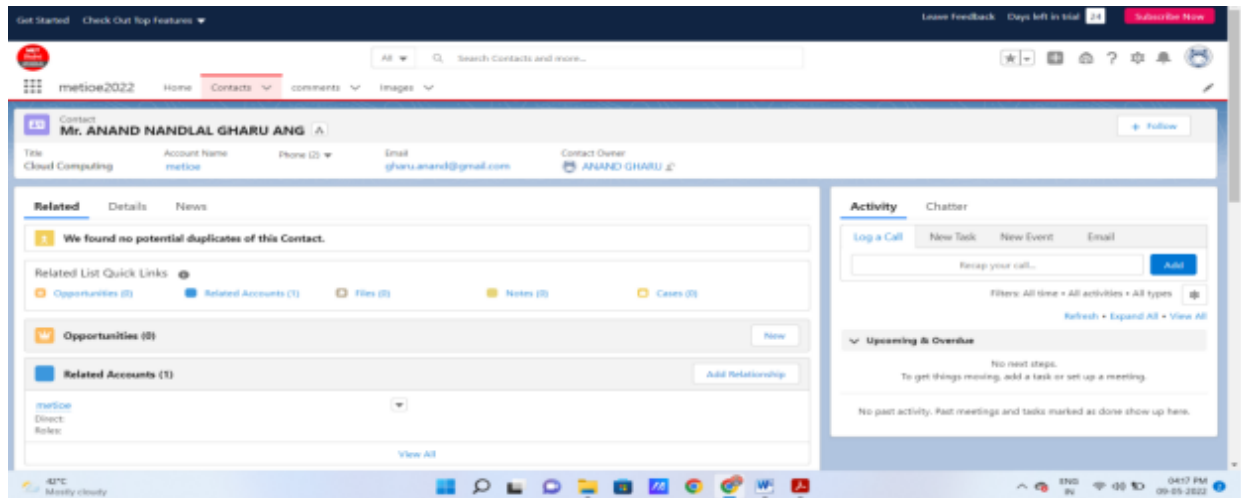 Get Started Check Out Top Features Leave Feedback Days left in trial 24 Subscribe Now
All Search Contacts and more...
metioe2022 Home Contacts comments Images
Contact
Mr. ANAND NANDLAL GHARU ANG
+ Follow
Title Account Name Phone (2) Email Contact Owner
Cloud Computing metioe gharu.anand@gmail.com ANAND GHARU
Related Details News
We found no potential duplicates of this Contact.
Related List Quick Links
Opportunities (0) Related Accounts (1) Files (0) Notes (0) Cases (0)
Opportunities (0) New
Related Accounts (1) Add Relationship
metioe
Direct:
Roles:
View All
Activity Chatter
Log a Call New Task New Event Email
Recap your call... Add
Filters: All time • All activities • All types
Refresh • Expand All • View All
Upcoming & Overdue
No next steps.
To get things moving, add a task or set up a meeting.
No past activity. Past meetings and tasks marked as done show up here.
42°C
Mostly cloudy
ENG
IN
04:17 PM
09-05-2022